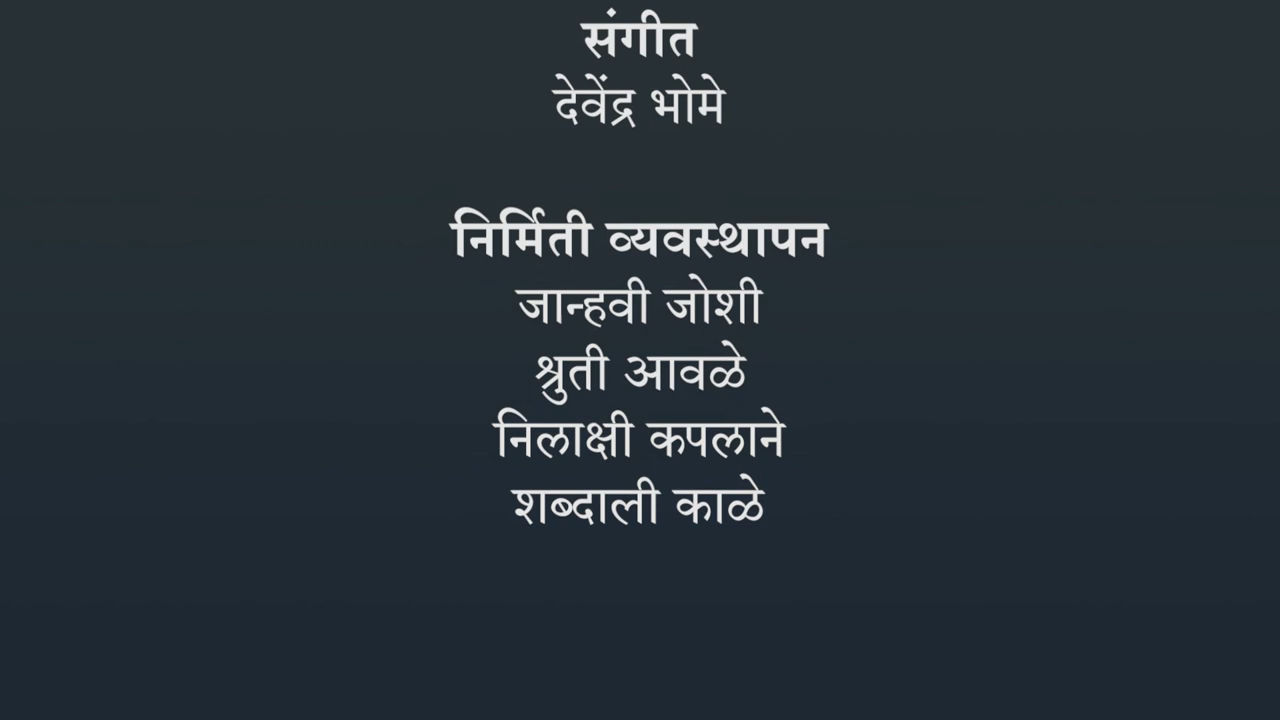 संगीत
देवेंद्र भोमे
निर्मिती व्यवस्थापन
जान्हवी जोशी
श्रुती आवळे
निलाक्षी कपलाने
शब्दाली काळे